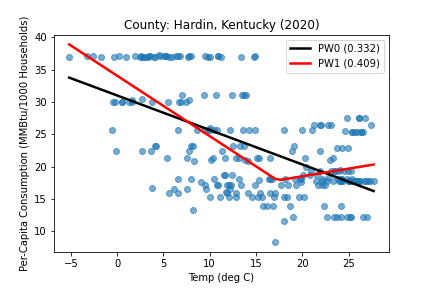 County: Hardin, Kentucky (2020)
PW0 (0.332)
PW1 (0.409)
Per-Capita Consumption (MMBtu/1000 Households)
40
35
30
25
20
15
10
−5 0 5 10 15 20 25
Temp (deg C)